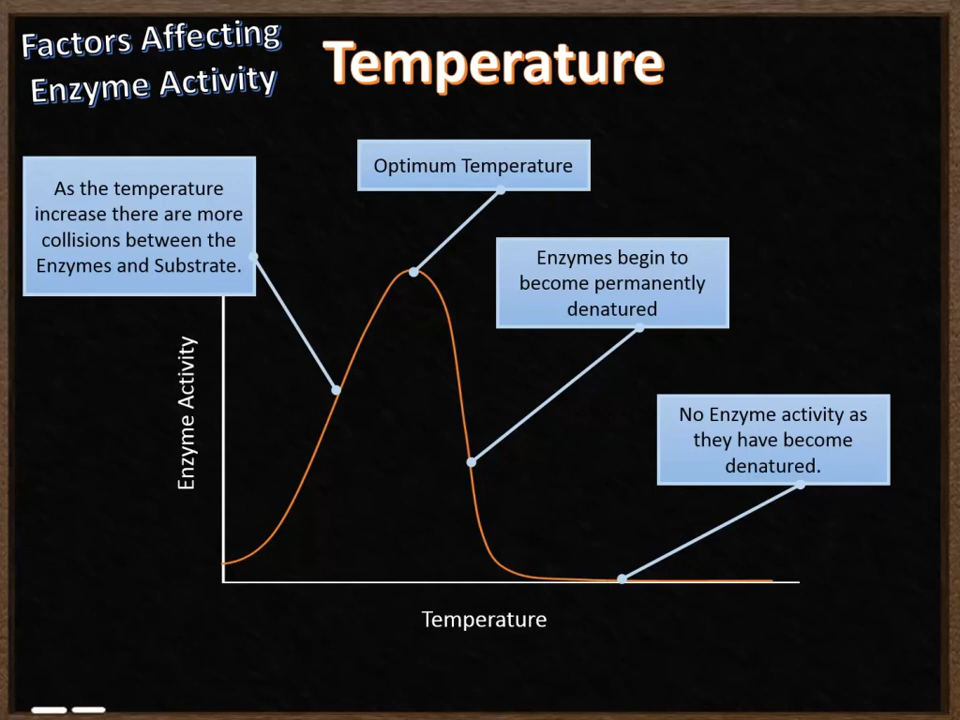 Factors Affecting
Enzyme Activity
Temperature
Optimum Temperature
As the temperature
increase there are more
collisions between the
Enzymes and Substrate.
Enzymes begin to
become permanently
denatured
No Enzyme activity as
they have become
denatured.
Enzyme Activity
Temperature